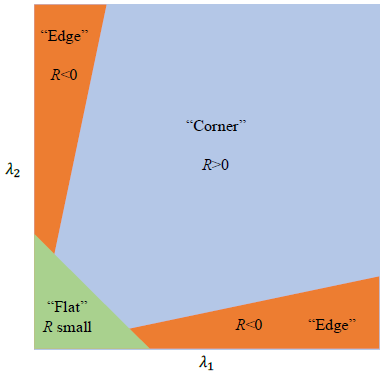 “Edge”
R<0
“Corner”
R>0
λ₂
“Flat”
R small
R<0 “Edge”
λ₁